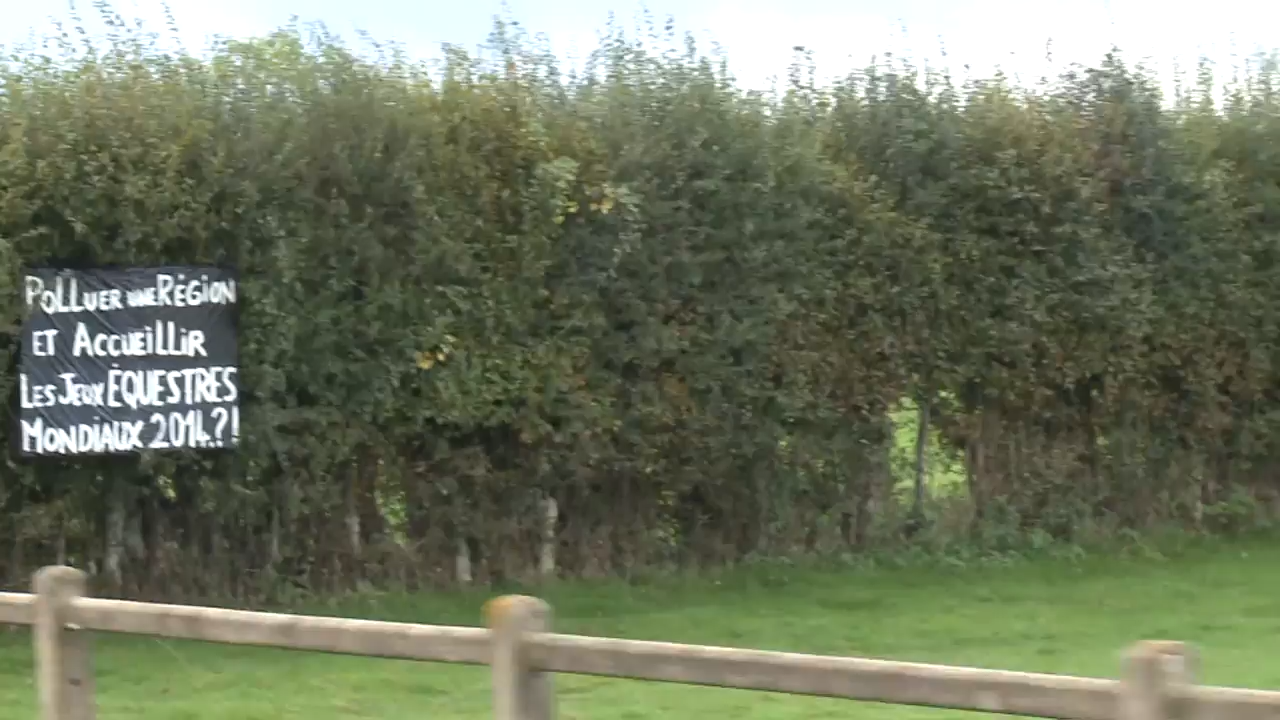 POLLUER UNE RÉGION
ET ACCUEILLIR
LES JEUX ÉQUESTRES
MONDIAUX 2014.?!